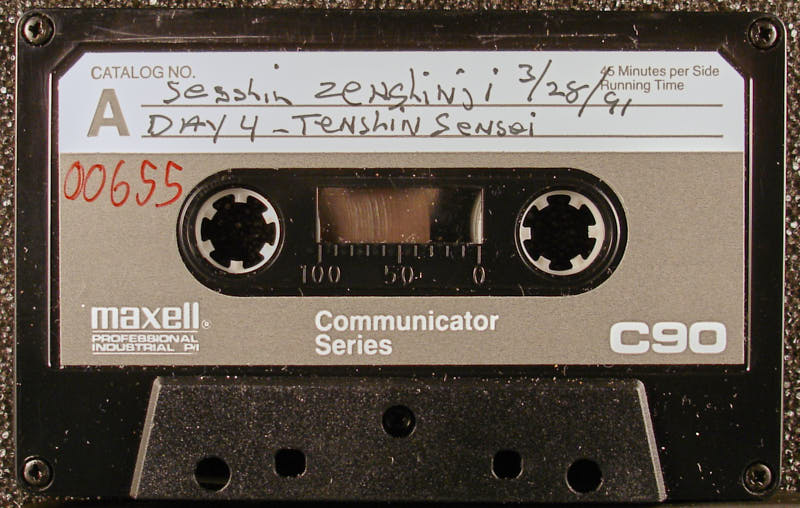 CATALOG NO.
45 Minutes per Side
Running Time
A
Sesshin Zenshinji 3/28/91
DAY 4 - Tenshin Sensei
00655
100 50 0
maxell®
PROFESSIONAL
INDUSTRIAL P/I
Communicator
Series
C90